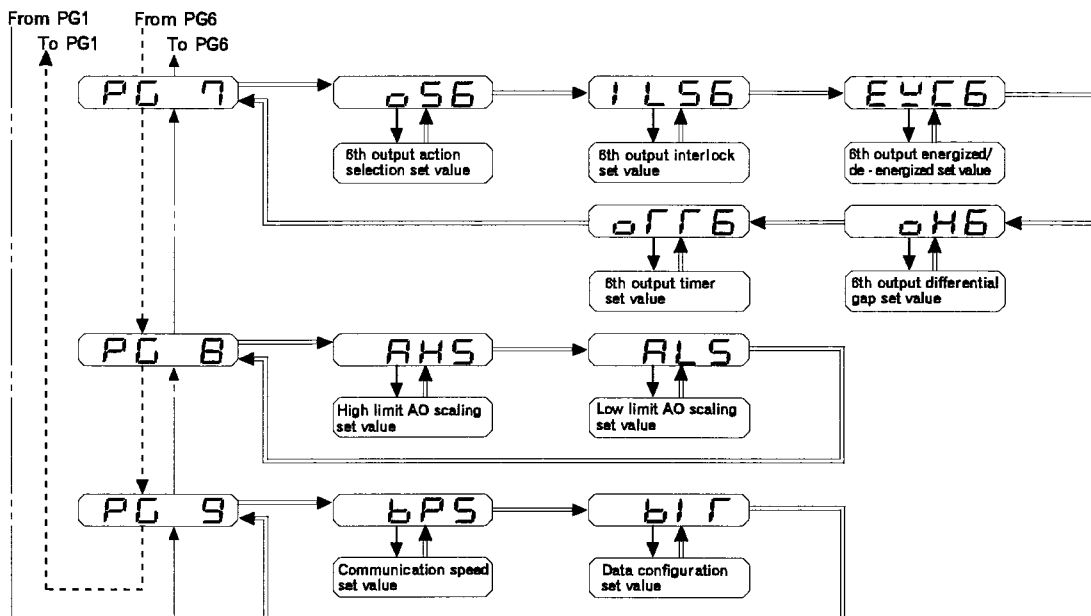 From PG1
From PG6
To PG1
To PG6
PG 7
oS6
ILS6
EVC6
6th output action
selection set value
6th output interlock
set value
6th output energized/
de - energized set value
oTT6
oH6
6th output timer
set value
6th output differential
gap set value
PG 8
AHS
ALS
High limit AO scaling
set value
Low limit AO scaling
set value
PG 9
bPS
bIT
Communication speed
set value
Data configuration
set value